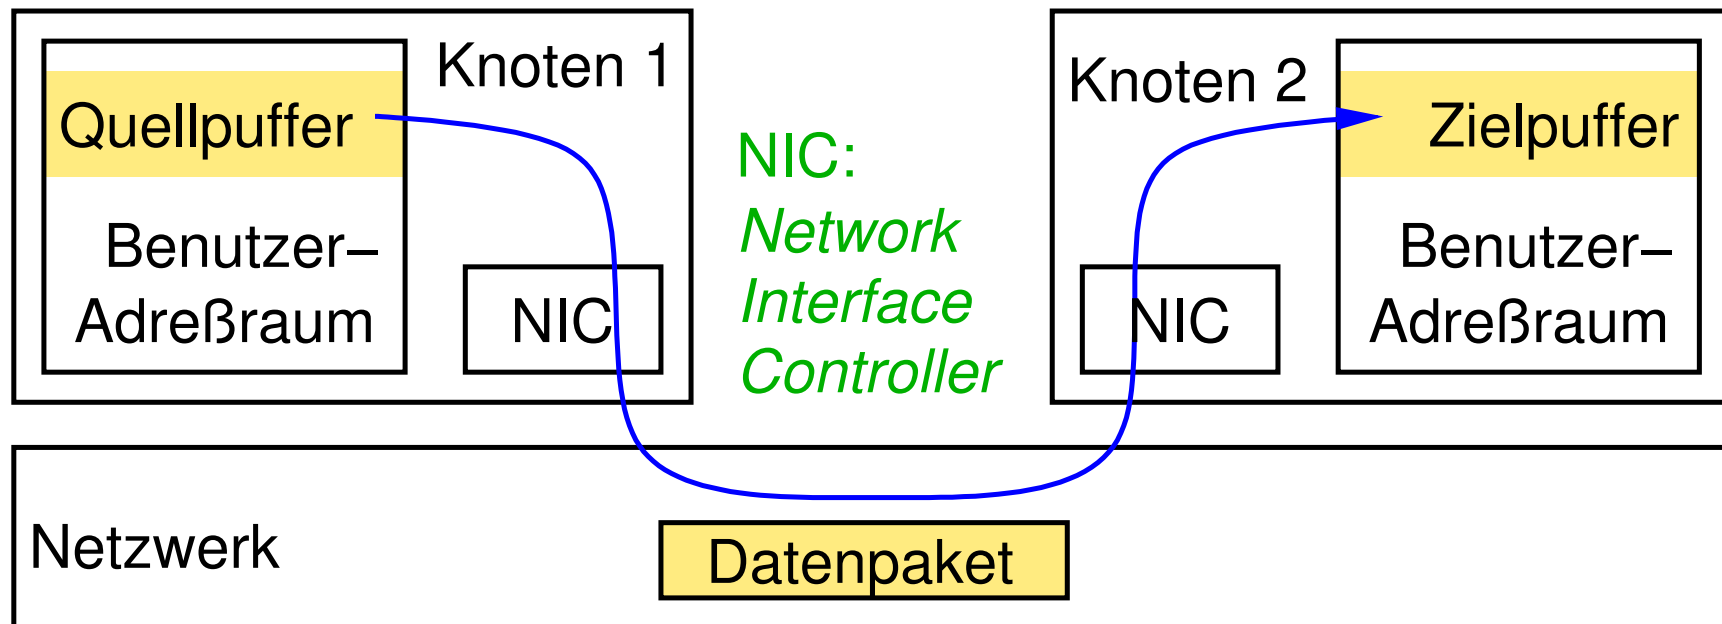 Knoten 1
Quellpuffer
Benutzer–
Adreßraum
NIC
NIC:
Network
Interface
Controller
Knoten 2
Zielpuffer
Benutzer–
Adreßraum
NIC
Netzwerk
Datenpaket